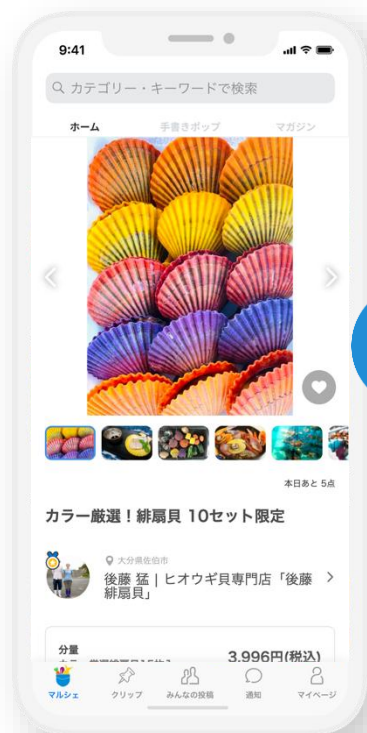 9:41
カテゴリー・キーワードで検索
ホーム 手書きポップ マガジン
本日あと 5点
カラー厳選！緋扇貝 10セット限定
大分県佐伯市
後藤 猛 | ヒオウギ貝専門店「後藤
緋扇貝」
分量
3,996円(税込)
マルシェ クリップ みんなの投稿 通知 マイページ